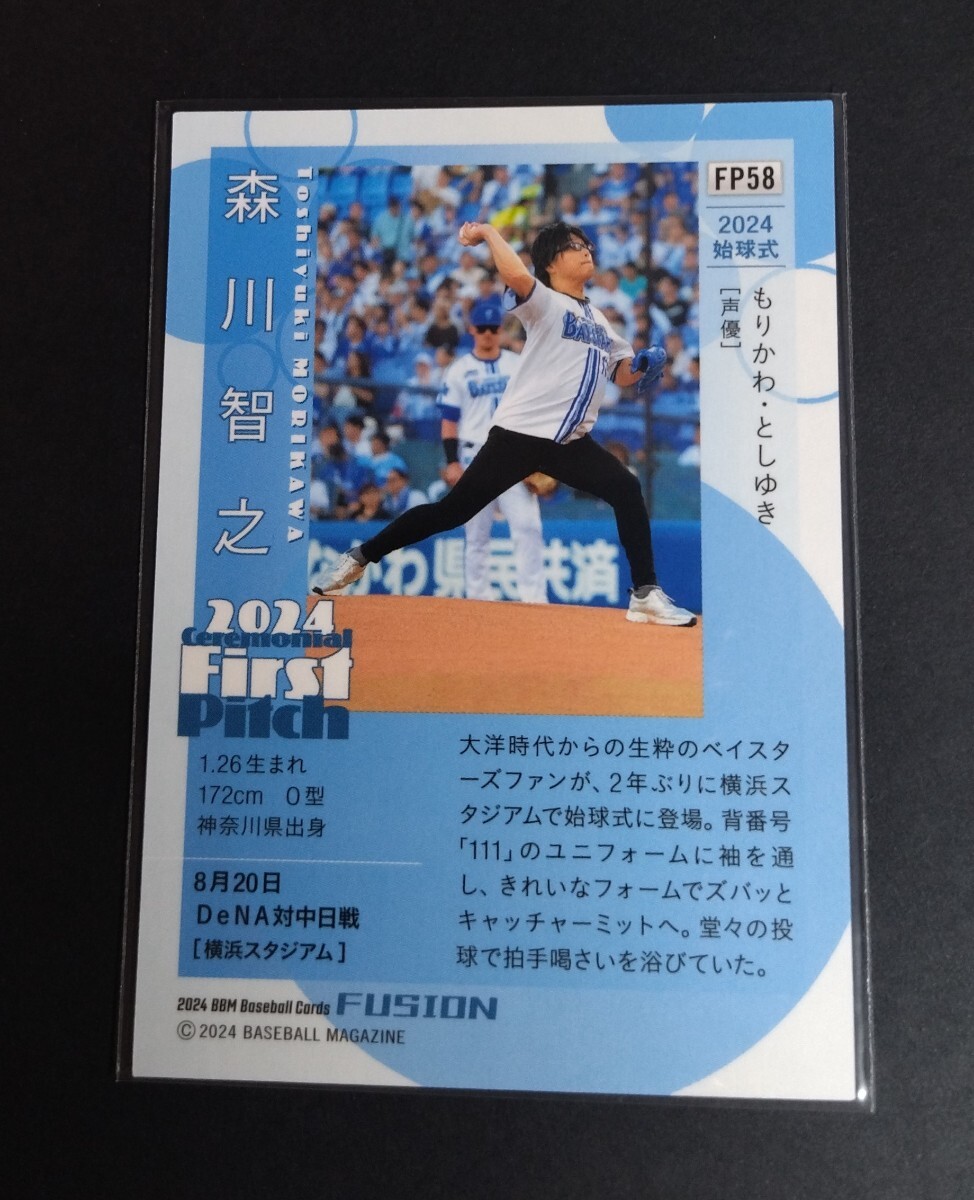 FP58
2024
始球式
もりかわ・としゆき
[声優]
森川智之
Toshiyuki MORIKAWA
ながわ県民共済
2024
Ceremonial
First
Pitch
1.26生まれ
172cm O型
神奈川県出身
8月20日
DeNA対中日戦
[横浜スタジアム]
大洋時代からの生粋のベイスタ
ーズファンが、2年ぶりに横浜ス
タジアムで始球式に登場。背番号
「111」のユニフォームに袖を通
し、きれいなフォームでズバッと
キャッチャーミットへ。堂々の投
球で拍手喝さいを浴びていた。
2024 BBM Baseball Cards FUSION
©2024 BASEBALL MAGAZINE